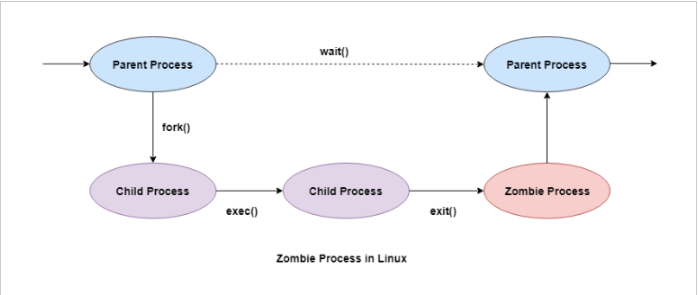 wait()
Parent Process
Parent Process
fork()
Child Process
Child Process
Zombie Process
exec()
exit()
Zombie Process in Linux